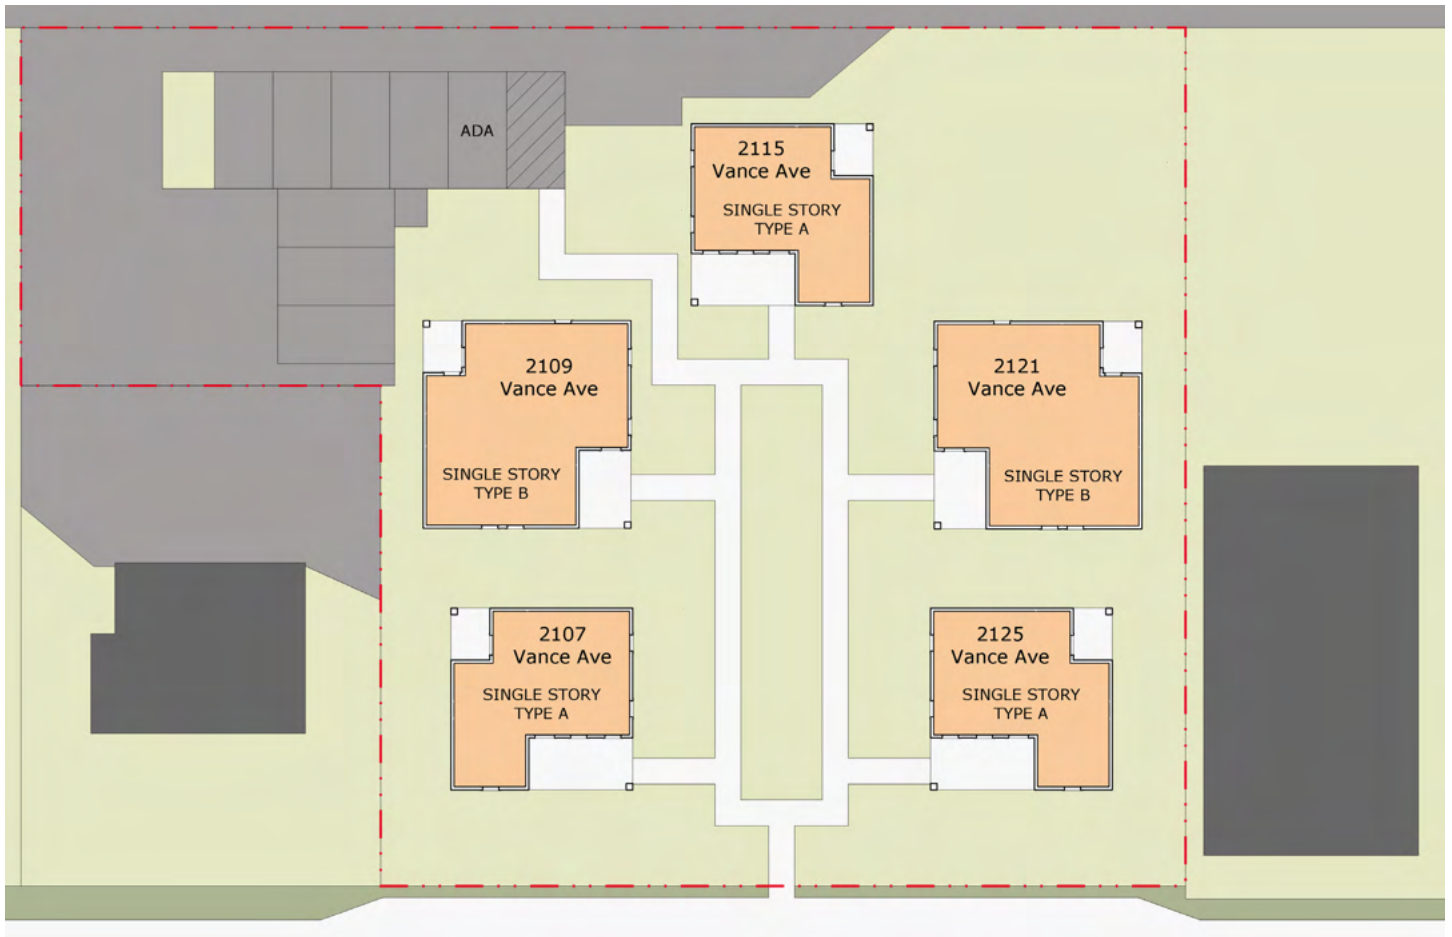 ADA
2115
Vance Ave
SINGLE STORY
TYPE A
2109
Vance Ave
SINGLE STORY
TYPE B
2121
Vance Ave
SINGLE STORY
TYPE B
2107
Vance Ave
SINGLE STORY
TYPE A
2125
Vance Ave
SINGLE STORY
TYPE A